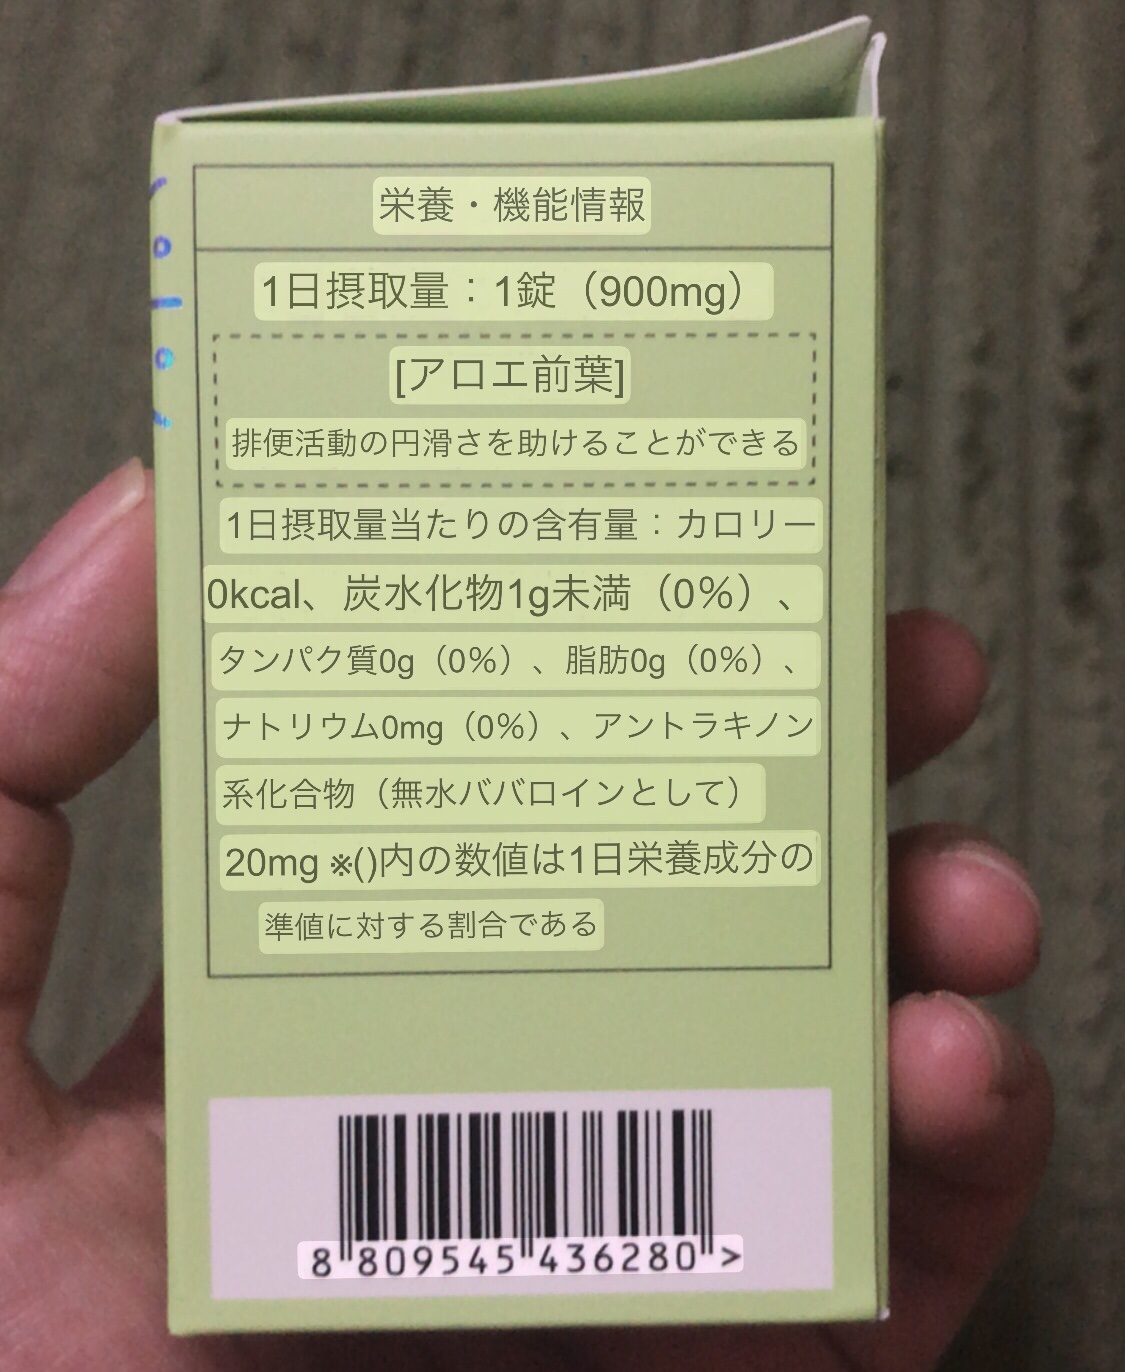 栄養・機能情報
1日摂取量：1錠（900mg）
[アロエ前葉]
排便活動の円滑さを助けることができる
1日摂取量当たりの含有量：カロリー
0kcal、炭水化物1g未満（0％）、
タンパク質0g（0％）、脂肪0g（0％）、
ナトリウム0mg（0％）、アントラキノン
系化合物（無水ババロインとして）
20mg ※()内の数値は1日栄養成分の
準値に対する割合である
8 809545 436280 >